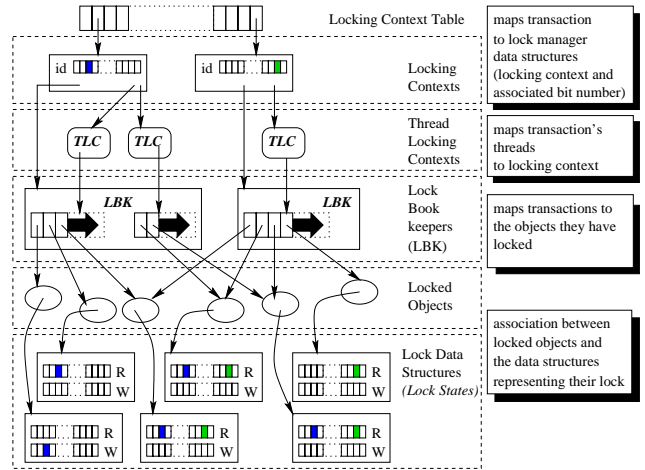 Locking Context Table
maps transaction
to lock manager
data structures
(locking context and
associated bit number)
id
id
Locking
Contexts
Thread
Locking
Contexts
TLC
TLC
TLC
maps transaction's
threads
to locking context
LBK
LBK
Lock
Book
keepers
(LBK)
maps transactions to
the objects they have
locked
Locked
Objects
association between
locked objects and
the data structures
representing their lock
Lock Data
Structures
(Lock States)
R
W
R
W
R
W
R
W
R
W
R
W